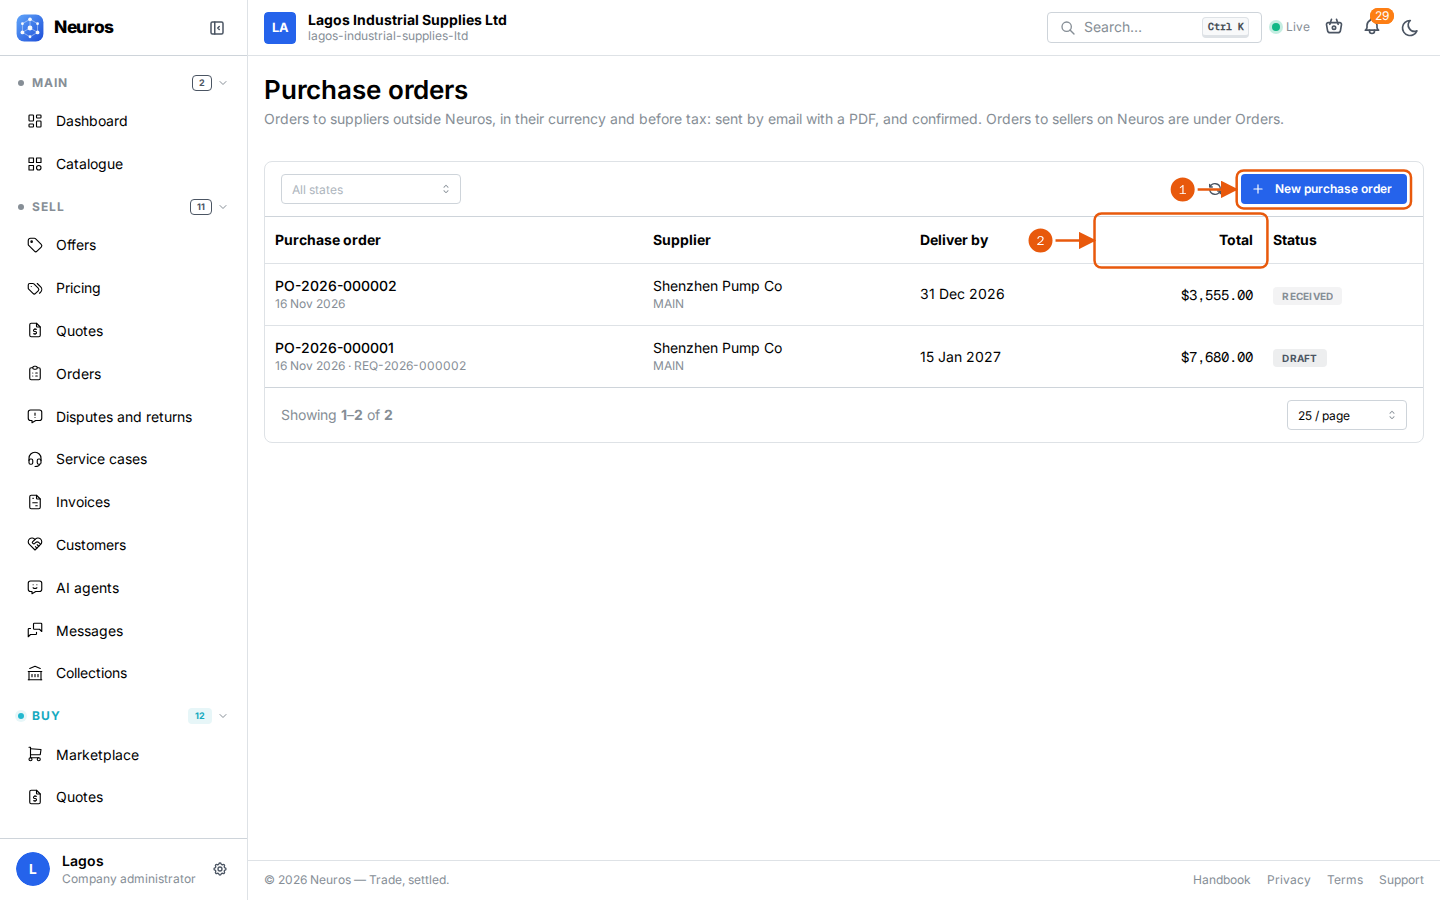 Neuros
LA
Lagos Industrial Supplies Ltd
lagos-industrial-supplies-ltd
Search...
Ctrl K
Live
29
MAIN
2
Dashboard
Catalogue
SELL
11
Offers
Pricing
Quotes
Orders
Disputes and returns
Service cases
Invoices
Customers
AI agents
Messages
Collections
BUY
12
Marketplace
Quotes
L
Lagos
Company administrator
Purchase orders
Orders to suppliers outside Neuros, in their currency and before tax: sent by email with a PDF, and confirmed. Orders to sellers on Neuros are under Orders.
All states
1
New purchase order
2
Purchase order Supplier Deliver by Total Status
PO-2026-000002 Shenzhen Pump Co 31 Dec 2026 $3,555.00 RECEIVED
16 Nov 2026 MAIN
PO-2026-000001 Shenzhen Pump Co 15 Jan 2027 $7,680.00 DRAFT
16 Nov 2026 · REQ-2026-000002 MAIN
Showing 1–2 of 2
25 / page
© 2026 Neuros — Trade, settled.
Handbook Privacy Terms Support